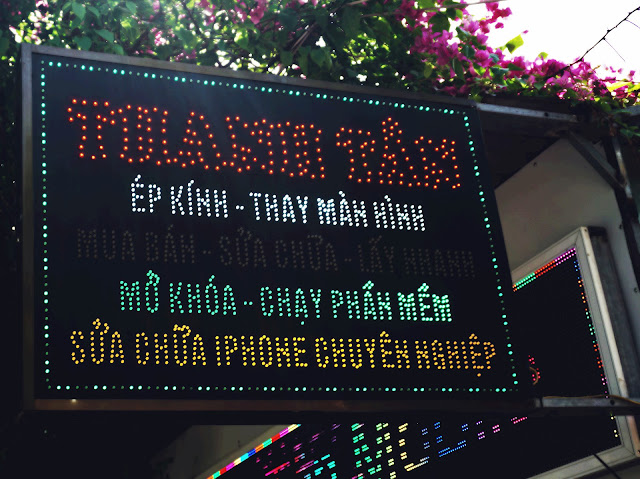 THANH TÂM
ÉP KÍNH - THAY MÀN HÌNH
MUA BÁN - SỬA CHỮA - LẤY NHANH
MỞ KHÓA - CHẠY PHẦN MỀM
SỬA CHỮA IPHONE CHUYÊN NGHIỆP